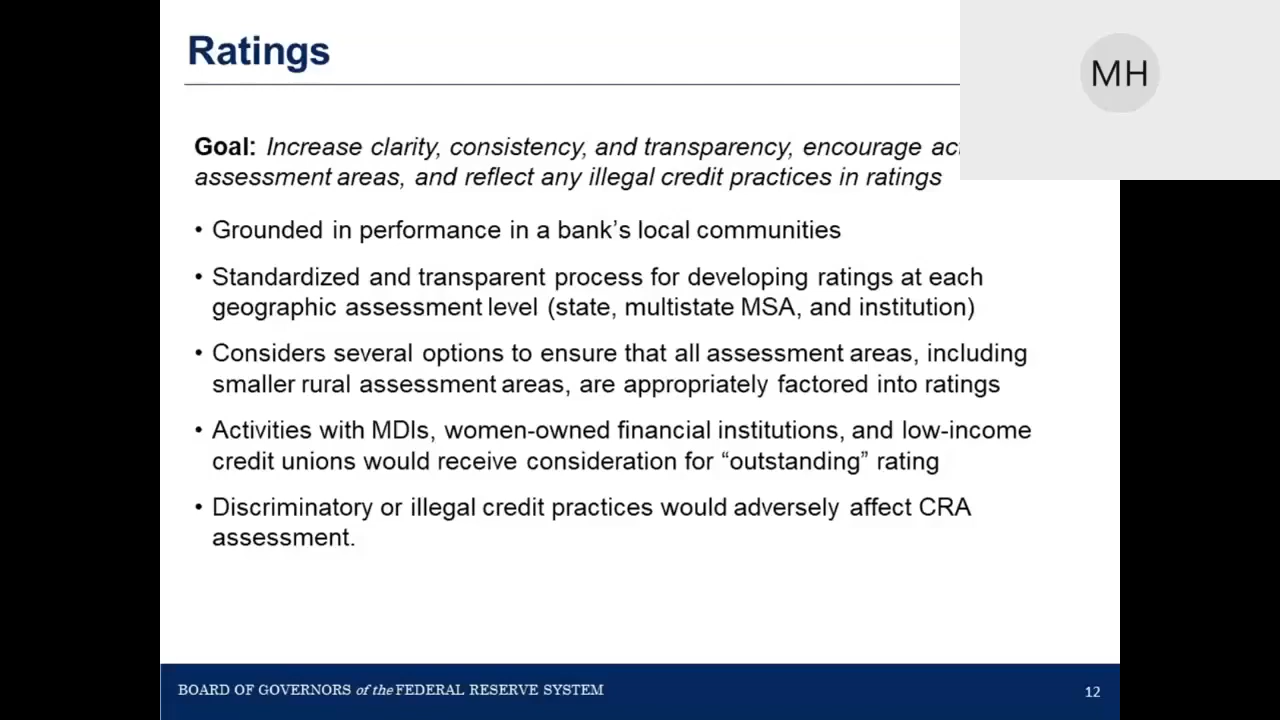 Ratings
MH
Goal: Increase clarity, consistency, and transparency, encourage
assessment areas, and reflect any illegal credit practices in ratings
• Grounded in performance in a bank's local communities
• Standardized and transparent process for developing ratings at each
geographic assessment level (state, multistate MSA, and institution)
• Considers several options to ensure that all assessment areas, including
smaller rural assessment areas, are appropriately factored into ratings
• Activities with MDIs, women-owned financial institutions, and low-income
credit unions would receive consideration for “outstanding” rating
• Discriminatory or illegal credit practices would adversely affect CRA
assessment.
BOARD OF GOVERNORS of the FEDERAL RESERVE SYSTEM
12